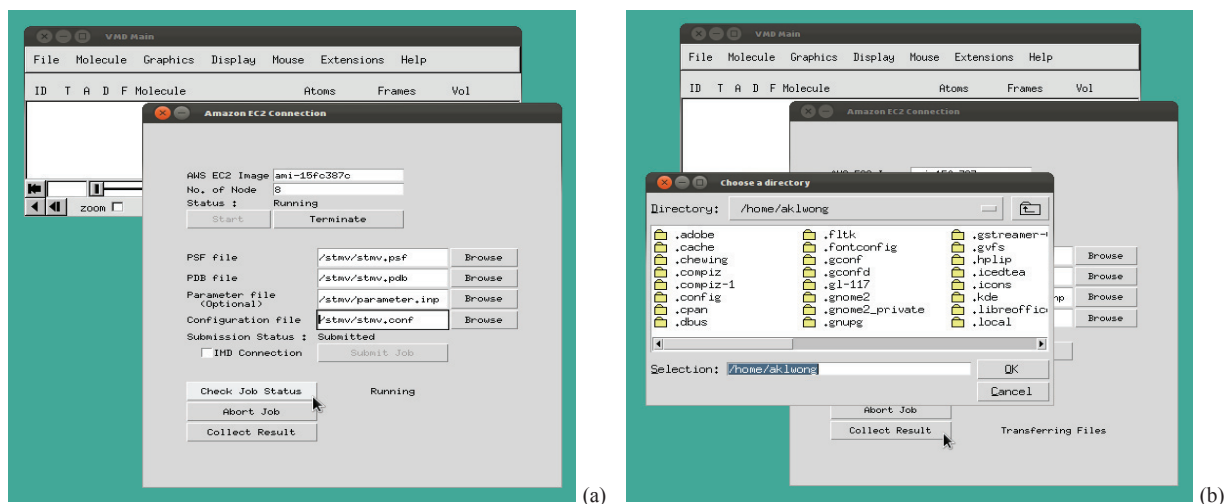 VMD Main
File Molecule Graphics Display Mouse Extensions Help
ID T A D F Molecule Atoms Frames Vol
Amazon EC2 Connection
AWS EC2 Image ami-15fc387c
No. of Node 8
Status : Running
Start Terminate
zoom
PSF file /stmv/stmv.psf Browse
PDB file /stmv/stmv.pdb Browse
Parameter file /stmv/parameter.inp Browse
(Optional)
Configuration file /stmv/stmv.conf Browse
Submission Status : Submitted
IMD Connection Submit Job
Check Job Status Running
Abort Job
Collect Result
(a)
VMD Main
File Molecule Graphics Display Mouse Extensions Help
ID T A D F Molecule Atoms Frames Vol
Amazon EC2 Connection
Choose a directory
Directory: /home/aklwong
.adobe .fltk .gstreamer-
.cache .fontconfig .gvfs
.chewing .gconf .hplip
.compiz .gconfd .icedtea
.compiz-1 .gl-117 .icons
.config .gnome2 .kde
.cpan .gnome2_private .libreoffic
.dbus .gnupg .local
Selection: /home/aklwong OK
Cancel
Browse
Browse
np Browse
Browse
Abort Job
Collect Result Transferring Files
(b)